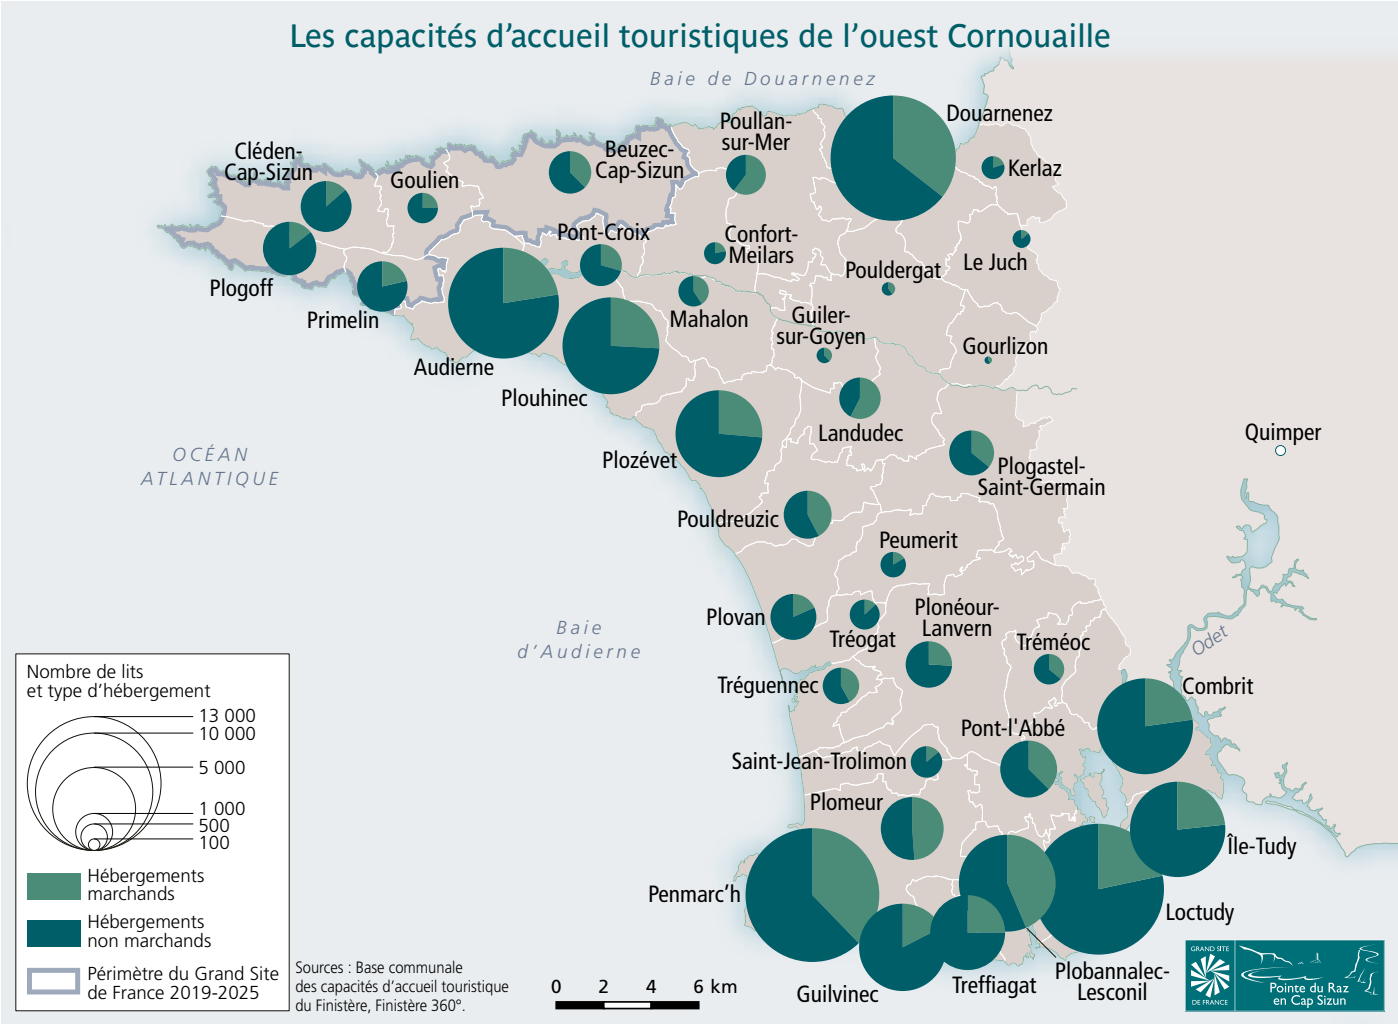 Les capacités d’accueil touristiques de l’ouest Cornouaille
Baie de Douarnenez
Douarnenez
Poullan-
sur-Mer
Cléden-
Cap-Sizun
Beuzec-
Cap-Sizun
Goulien
Kerlaz
Pont-Croix
Confort-
Meilars
Le Juch
Pouldergat
Plogoff
Primelin
Mahalon
Guiler-
sur-Goyen
Gourlizon
Audierne
Plouhinec
Landudec
Quimper
OCÉAN
ATLANTIQUE
Plozévet
Plogastel-
Saint-Germain
Pouldreuzic
Peumerit
Plovan
Tréogat
Plonéour-
Lanvern
Tréméoc
Odet
Baie
d’Audierne
Tréguennec
Combrit
Pont-l'Abbé
Saint-Jean-Trolimon
Plomeur
Île-Tudy
Penmarc’h
Loctudy
Guilvinec
Treffiagat
Plobannalec-
Lesconil
Nombre de lits
et type d’hébergement
13 000
10 000
5 000
1 000
500
100
Hébergements
marchands
Hébergements
non marchands
Périmètre du Grand Site
de France 2019-2025
Sources : Base communale
des capacités d’accueil touristique
du Finistère, Finistère 360°.
0 2 4 6 km
GRAND SITE
DE FRANCE
Pointe du Raz
en Cap Sizun